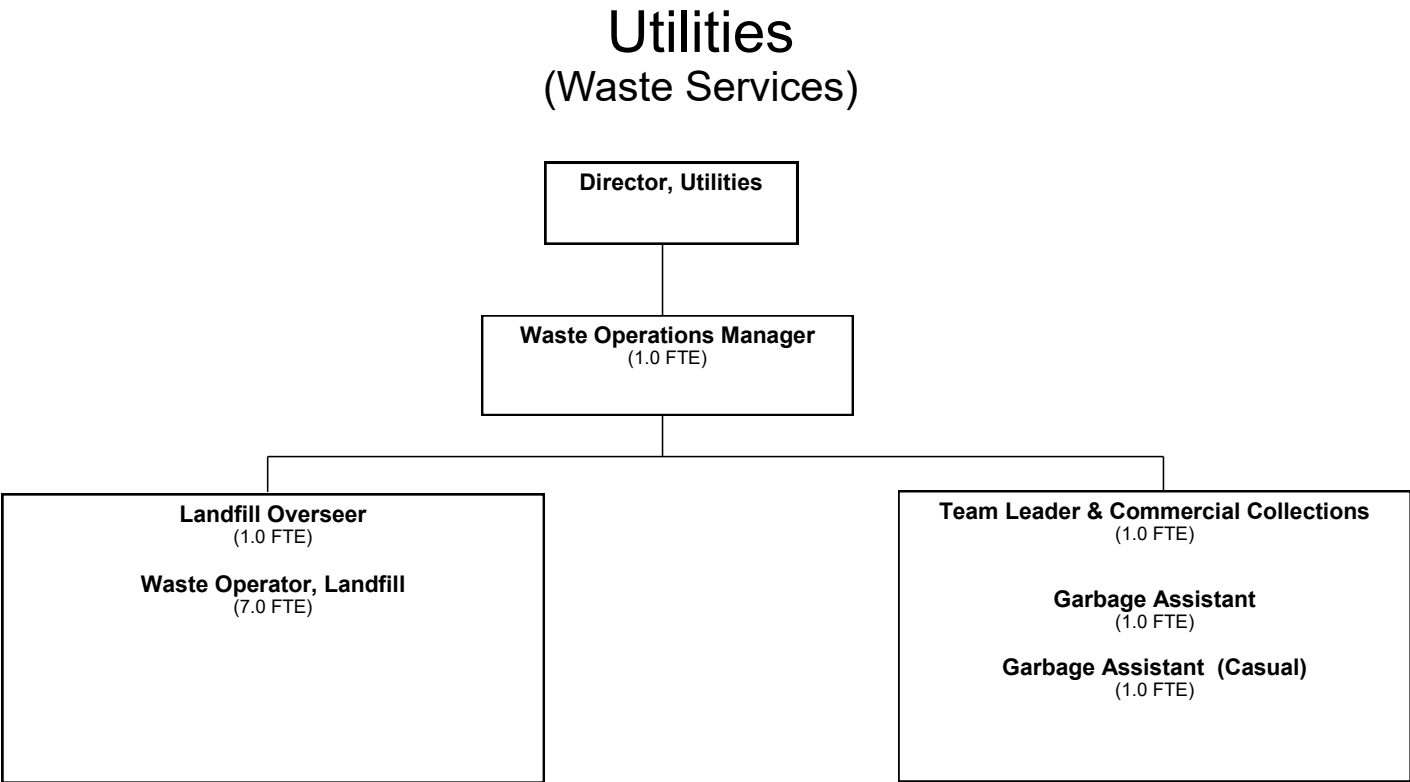 Utilities
(Waste Services)
Director, Utilities
Waste Operations Manager
(1.0 FTE)
Landfill Overseer
(1.0 FTE)
Waste Operator, Landfill
(7.0 FTE)
Team Leader & Commercial Collections
(1.0 FTE)
Garbage Assistant
(1.0 FTE)
Garbage Assistant  (Casual)
(1.0 FTE)